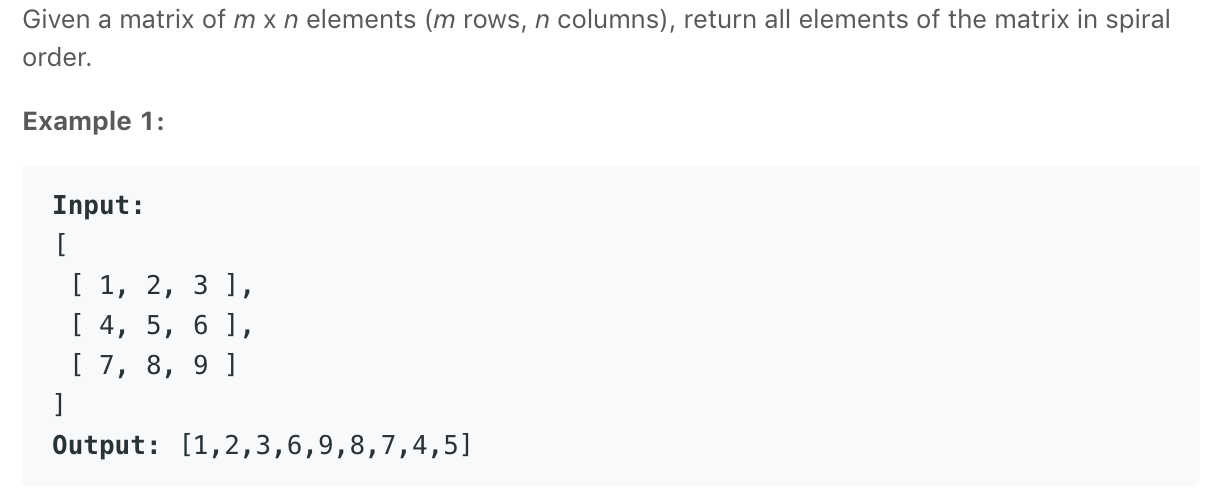 Given a matrix of m x n elements (m rows, n columns), return all elements of the matrix in spiral
order.
Example 1:
Input:
[
 [ 1, 2, 3 ],
 [ 4, 5, 6 ],
 [ 7, 8, 9 ]
]
Output: [1,2,3,6,9,8,7,4,5]